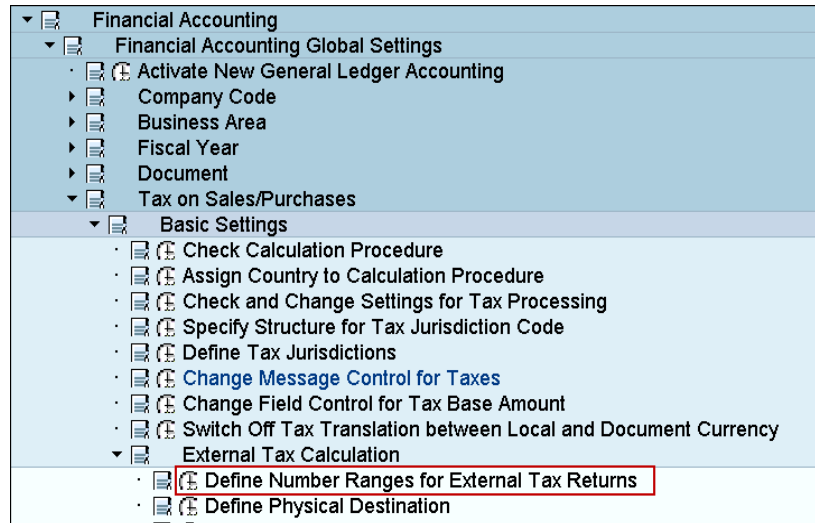 Financial Accounting
Financial Accounting Global Settings
Activate New General Ledger Accounting
Company Code
Business Area
Fiscal Year
Document
Tax on Sales/Purchases
Basic Settings
Check Calculation Procedure
Assign Country to Calculation Procedure
Check and Change Settings for Tax Processing
Specify Structure for Tax Jurisdiction Code
Define Tax Jurisdictions
Change Message Control for Taxes
Change Field Control for Tax Base Amount
Switch Off Tax Translation between Local and Document Currency
External Tax Calculation
Define Number Ranges for External Tax Returns
Define Physical Destination